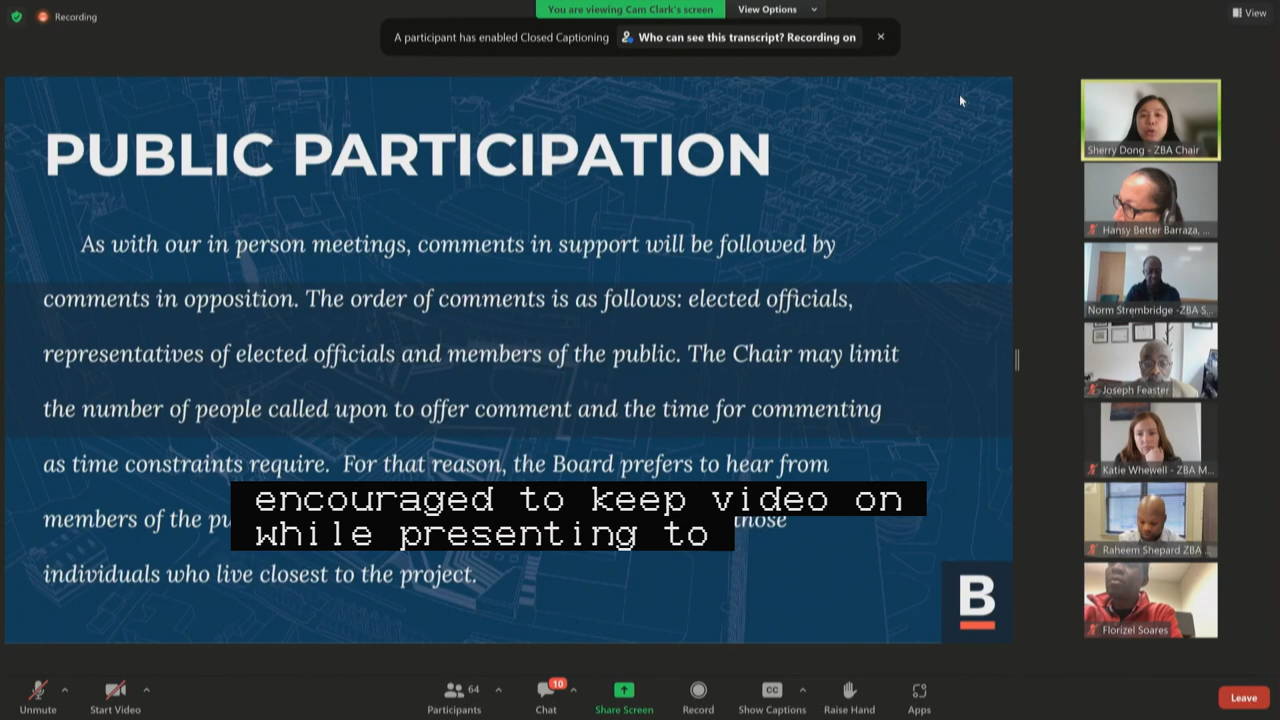 Recording
You are viewing Cam Clark's screen
View Options
View
A participant has enabled Closed Captioning
Who can see this transcript? Recording on
PUBLIC PARTICIPATION
As with our in person meetings, comments in support will be followed by
comments in opposition. The order of comments is as follows: elected officials,
representatives of elected officials and members of the public. The Chair may limit
the number of people called upon to offer comment and the time for commenting
as time constraints require. For that reason, the Board prefers to hear from
members of the
those
individuals who live closest to the project.
encouraged to keep video on
while presenting to
B
Sherry Dong - ZBA Chair
Hansy Better Barraza, ...
Norm Strembridge -ZBA S...
Joseph Feaster
Katie Whewell - ZBA M...
Raheem Shepard ZBA ...
Florizel Soares
Unmute
Start Video
64
Participants
10
Chat
Share Screen
Record
CC
Show Captions
Raise Hand
Apps
Leave